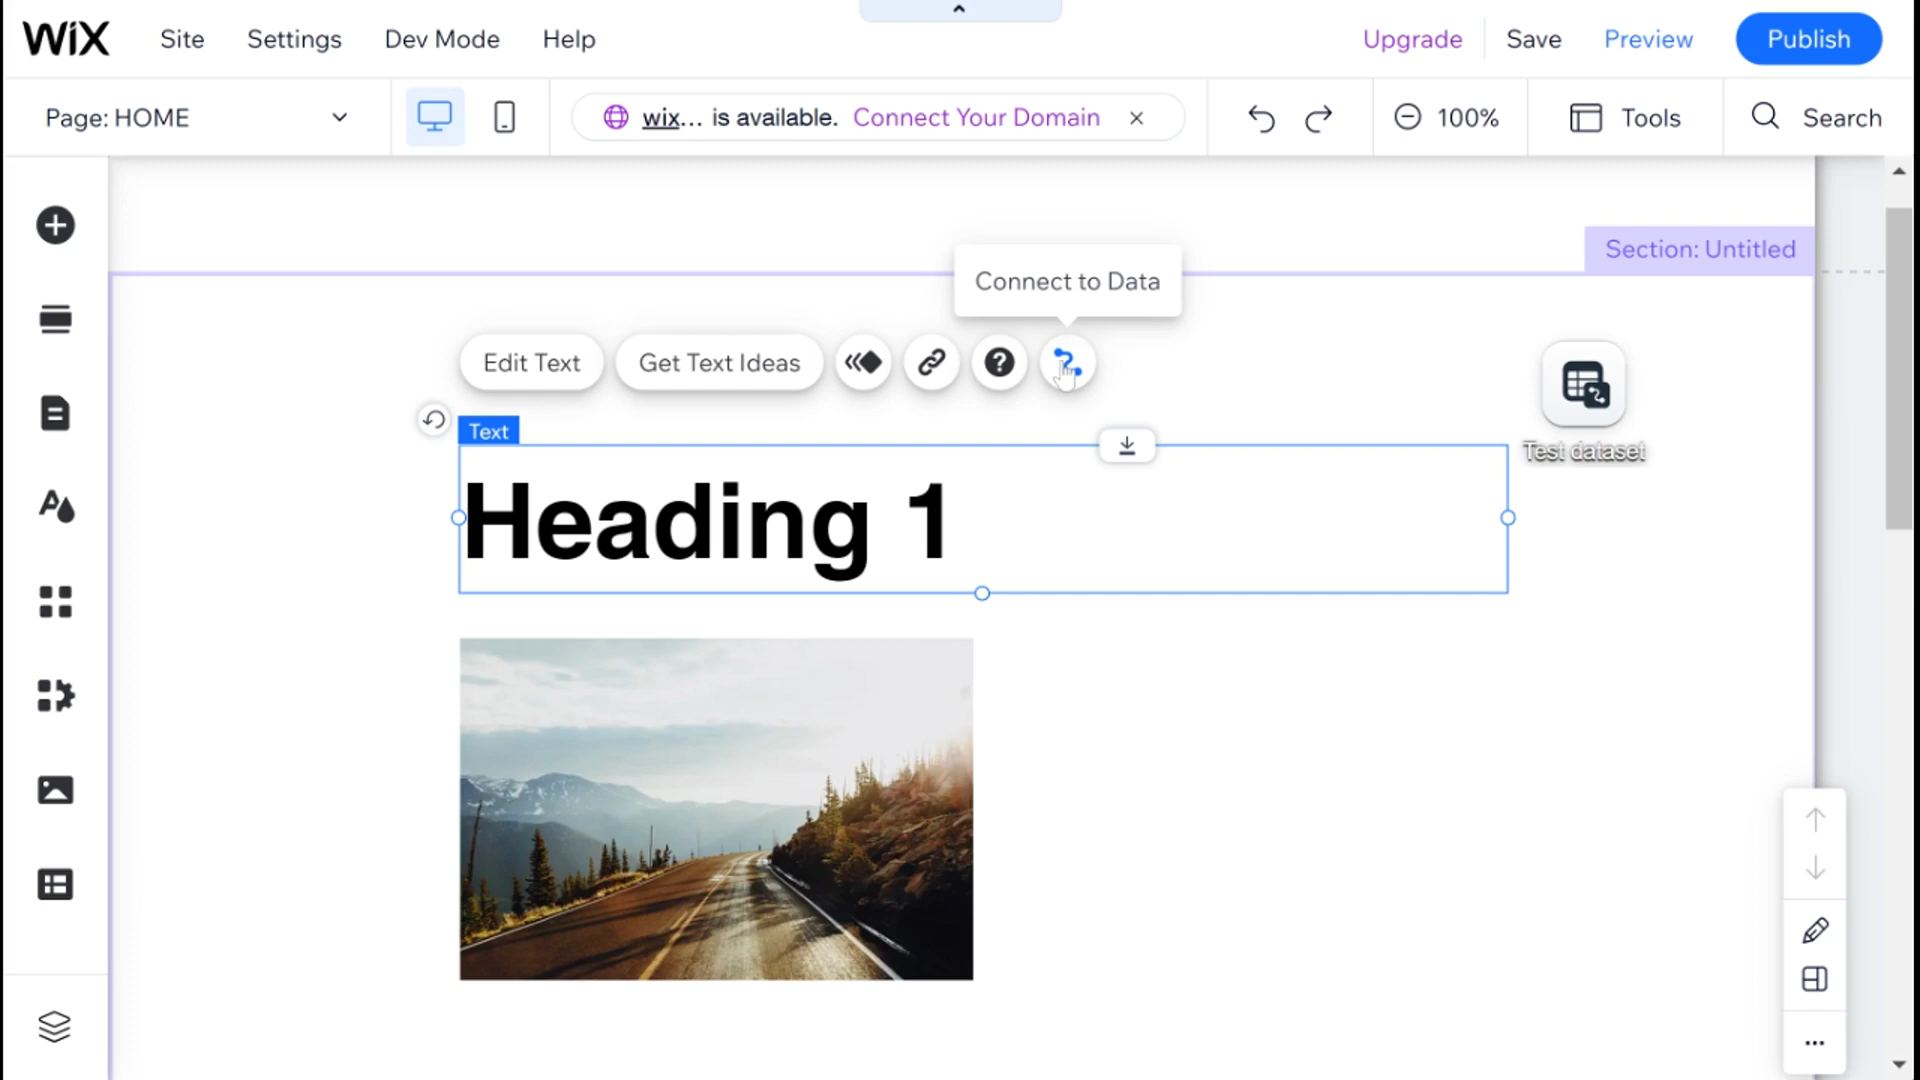 WiX Site Settings Dev Mode Help Upgrade Save Preview Publish
Page: HOME wix... is available. Connect Your Domain 100% Tools Search
Section: Untitled
Connect to Data
Edit Text Get Text Ideas
Text
Test dataset
Heading 1